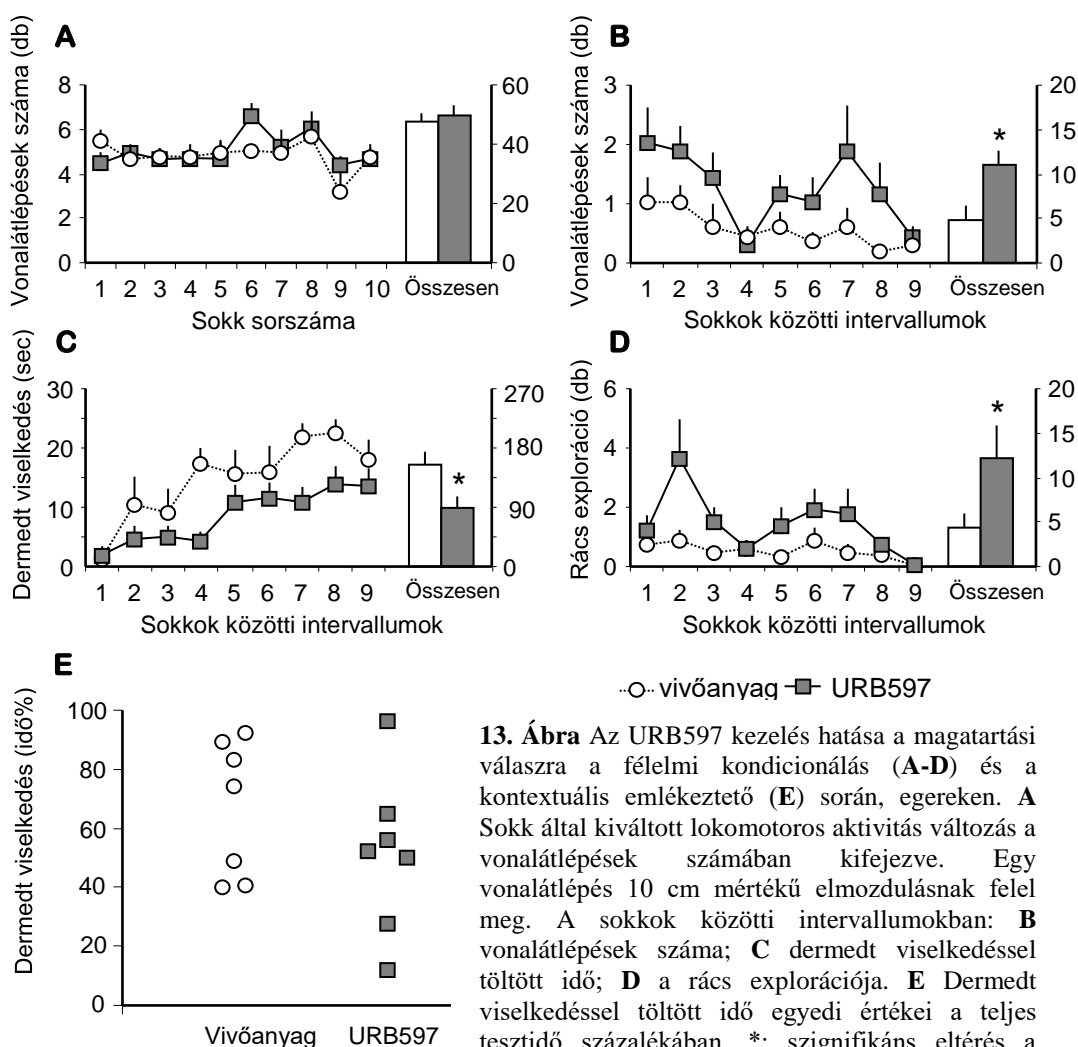 A
Vonalátlépések száma (db)
8
6
4
2
0
60
40
20
0
1 2 3 4 5 6 7 8 9 10 Összesen
Sokk sorszáma
B
Vonalátlépések száma (db)
3
2
1
0
20
15
10
5
0
*
1 2 3 4 5 6 7 8 9 Összesen
Sokkok közötti intervallumok
C
Dermedt viselkedés (sec)
30
20
10
0
270
180
90
0
*
1 2 3 4 5 6 7 8 9 Összesen
Sokkok közötti intervallumok
D
Rács exploráció (db)
6
4
2
0
20
15
10
5
0
*
1 2 3 4 5 6 7 8 9 Összesen
Sokkok közötti intervallumok
E
Dermedt viselkedés (idő%)
100
80
60
40
20
0
Vivőanyag URB597
vivőanyag URB597
13. Ábra Az URB597 kezelés hatása a magatartási
válaszra a félelmi kondicionálás (A-D) és a
kontextuális emlékeztető (E) során, egereken. A
Sokk által kiváltott lokomotoros aktivitás változás a
vonalátlépések számában kifejezve. Egy
vonalátlépés 10 cm mértékű elmozdulásnak felel
meg. A sokkok közötti intervallumokban: B
vonalátlépések száma; C dermedt viselkedéssel
töltött idő; D a rács explorációja. E Dermedt
viselkedéssel töltött idő egyedi értékei a teljes
tesztidő százalékában. *: szignifikáns eltérés a